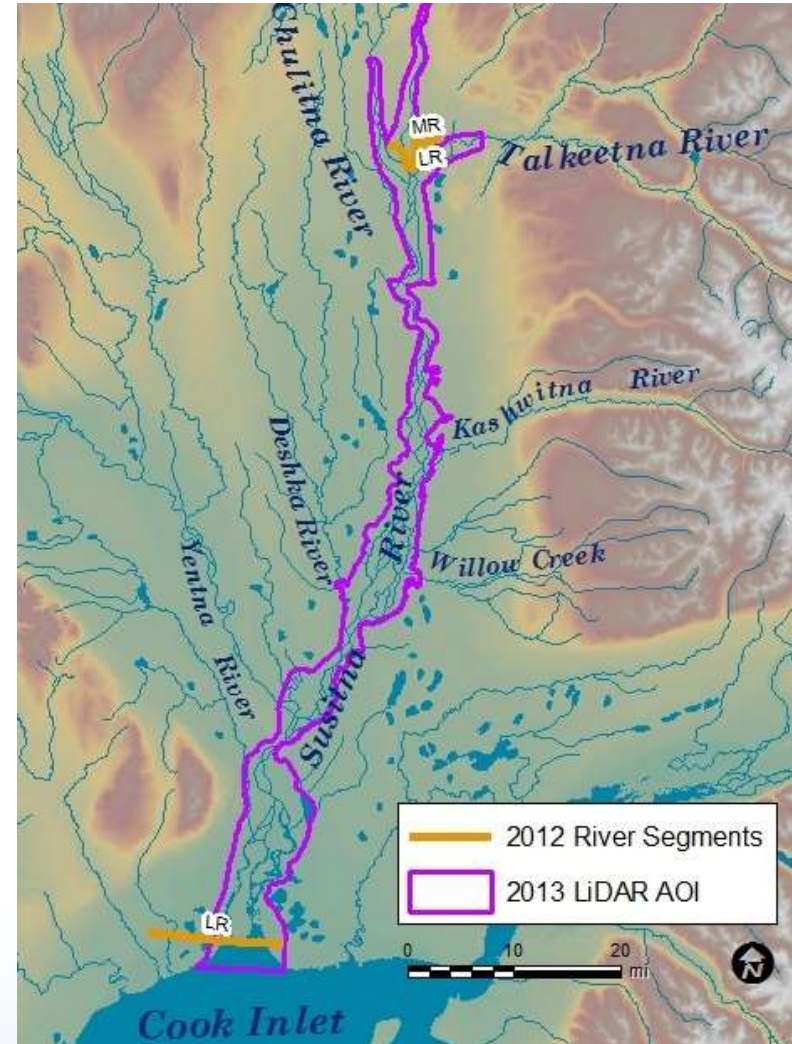 Chulitna River
MR
LR
Talkeetna River
Kashwitna River
Deshka River
Willow Creek
Yentna River
Susitna River
LR
2012 River Segments
2013 LiDAR AOI
0 10 20
mi
N
Cook Inlet